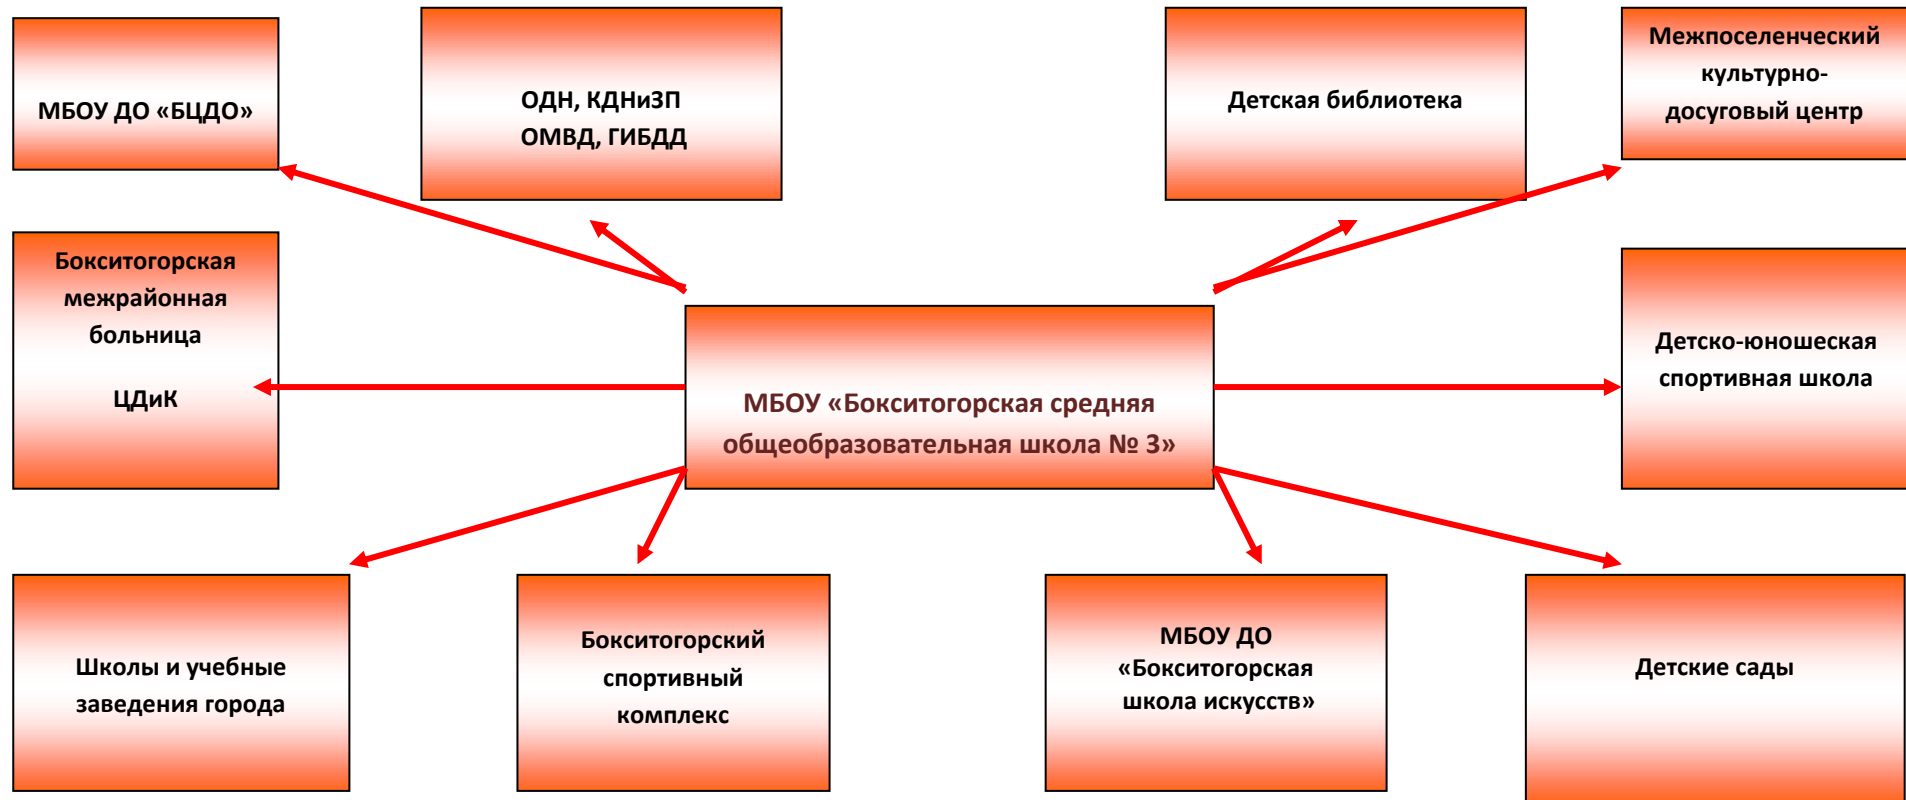 МБОУ ДО «БЦДО»
ОДН, КДНиЗП
ОМВД, ГИБДД
Детская библиотека
Межпоселенческий
культурно-
досуговый центр
Бокситогорская
межрайонная
больница
ЦДиК
МБОУ «Бокситогорская средняя
общеобразовательная школа № 3»
Детско-юношеская
спортивная школа
Школы и учебные
заведения города
Бокситогорский
спортивный
комплекс
МБОУ ДО
«Бокситогорская
школа искусств»
Детские сады